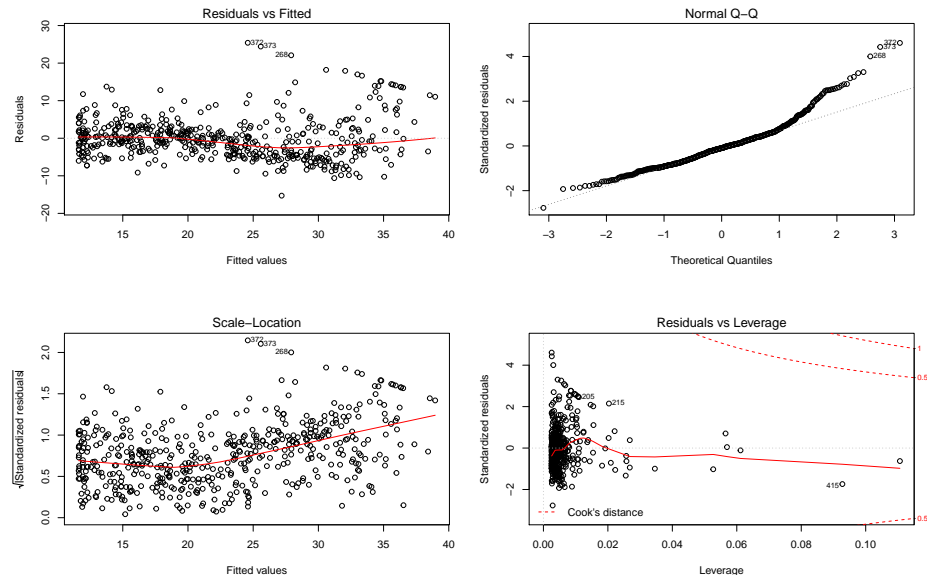 Residuals vs Fitted
Residuals
30
20
10
0
−10
−20
372
373
268
15 20 25 30 35 40
Fitted values
Normal Q−Q
Standardized residuals
4
2
0
−2
372
373
268
−3 −2 −1 0 1 2 3
Theoretical Quantiles
Scale−Location
√|Standardized residuals|
2.0
1.5
1.0
0.5
0.0
372
373
268
15 20 25 30 35 40
Fitted values
Residuals vs Leverage
Standardized residuals
4
2
0
−2
205
215
415
1
0.5
0.5
Cook's distance
0.00 0.02 0.04 0.06 0.08 0.10
Leverage